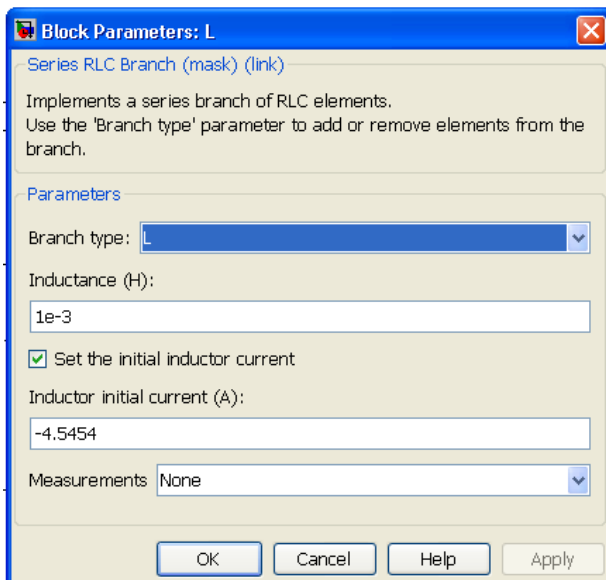 Block Parameters: L
Series RLC Branch (mask) (link)
Implements a series branch of RLC elements.
Use the 'Branch type' parameter to add or remove elements from the
branch.
Parameters
Branch type: L
Inductance (H):
1e-3
Set the initial inductor current
Inductor initial current (A):
-4.5454
Measurements None
OK Cancel Help Apply